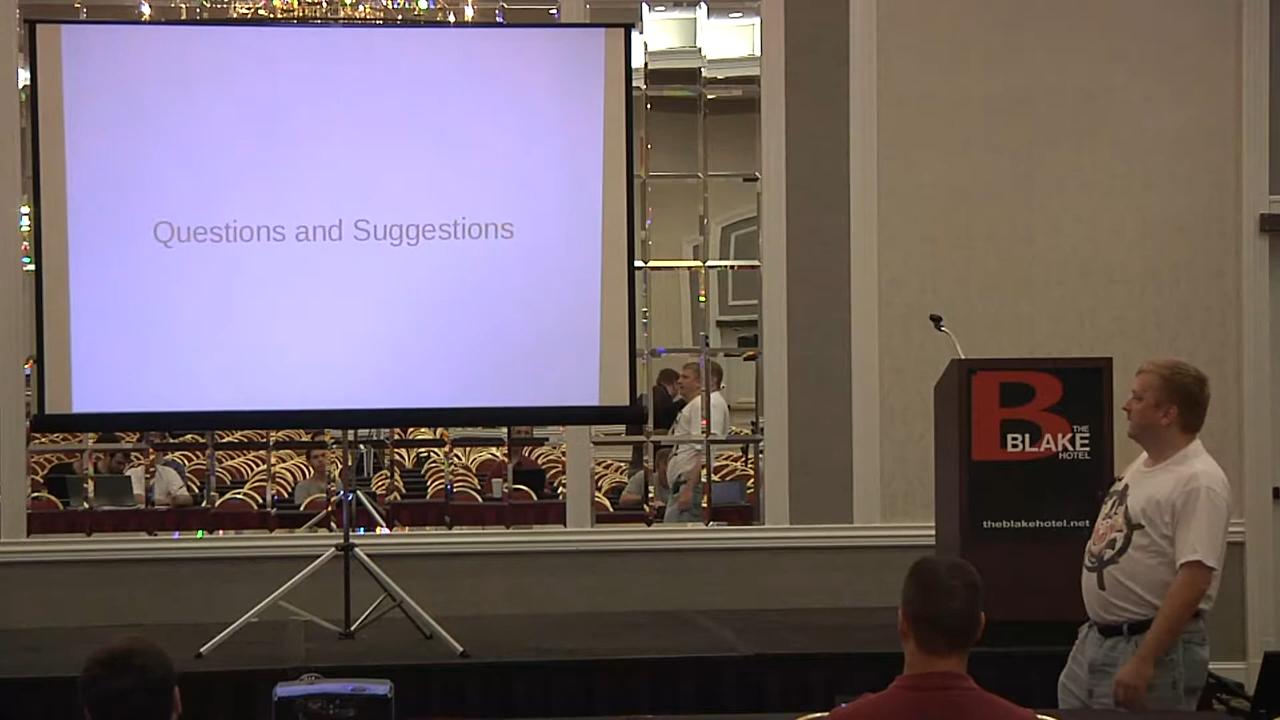 Questions and Suggestions
B
THE
BLAKE
HOTEL
theblakehotel.net